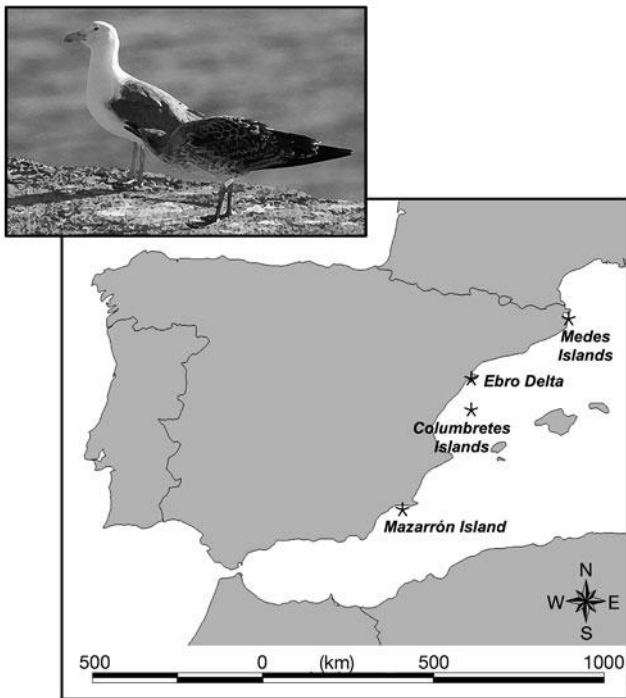 Medes
Islands
Ebro Delta
Columbretes
Islands
Mazarrón Island
N
W E
S
500 0 (km) 500 1000